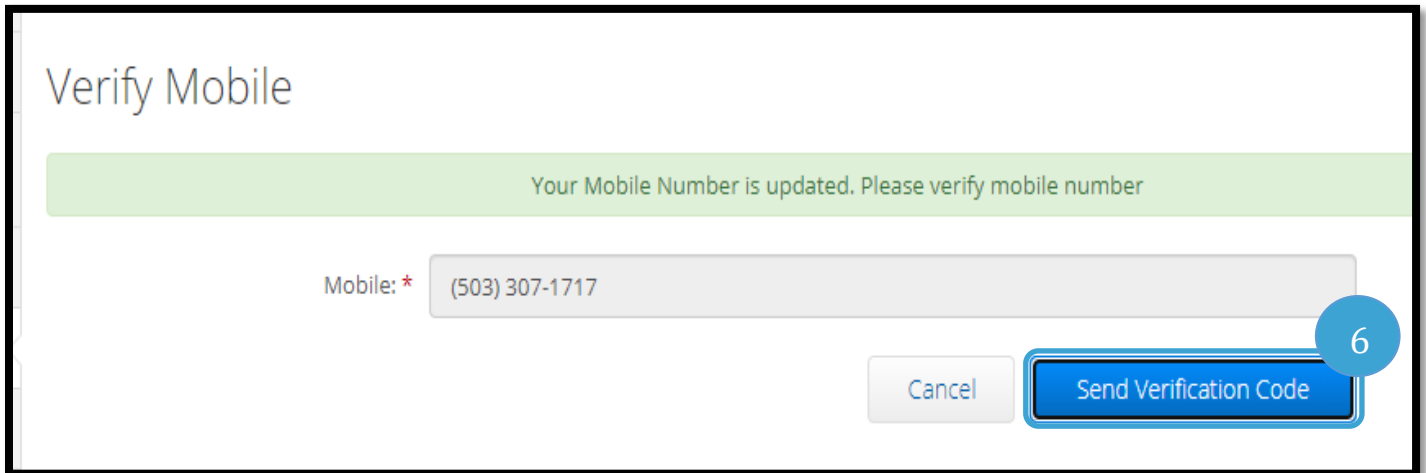 Verify Mobile
Your Mobile Number is updated. Please verify mobile number
Mobile: * (503) 307-1717
6
Cancel Send Verification Code